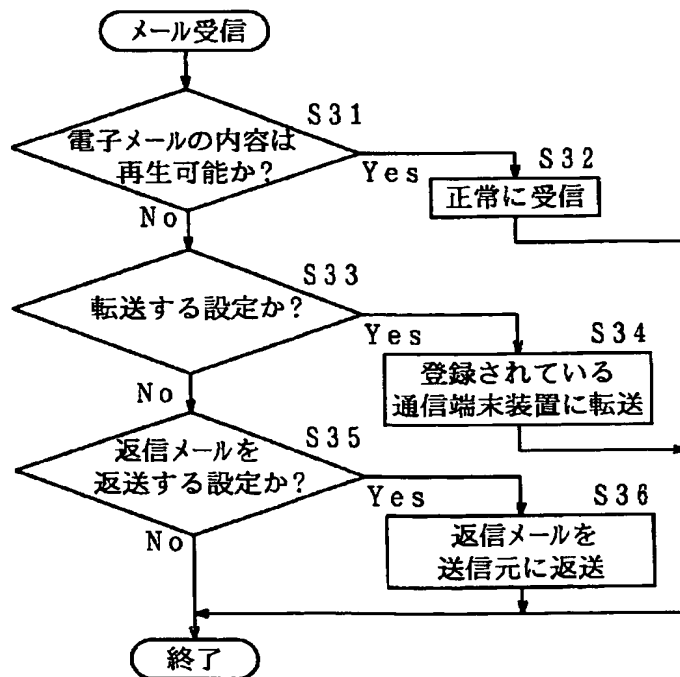 メール受信
S31
電子メールの内容は
再生可能か?
Yes
No
S32
正常に受信
S33
転送する設定か?
Yes
No
S34
登録されている
通信端末装置に転送
S35
返信メールを
返送する設定か?
Yes
No
S36
返信メールを
送信元に返送
終了